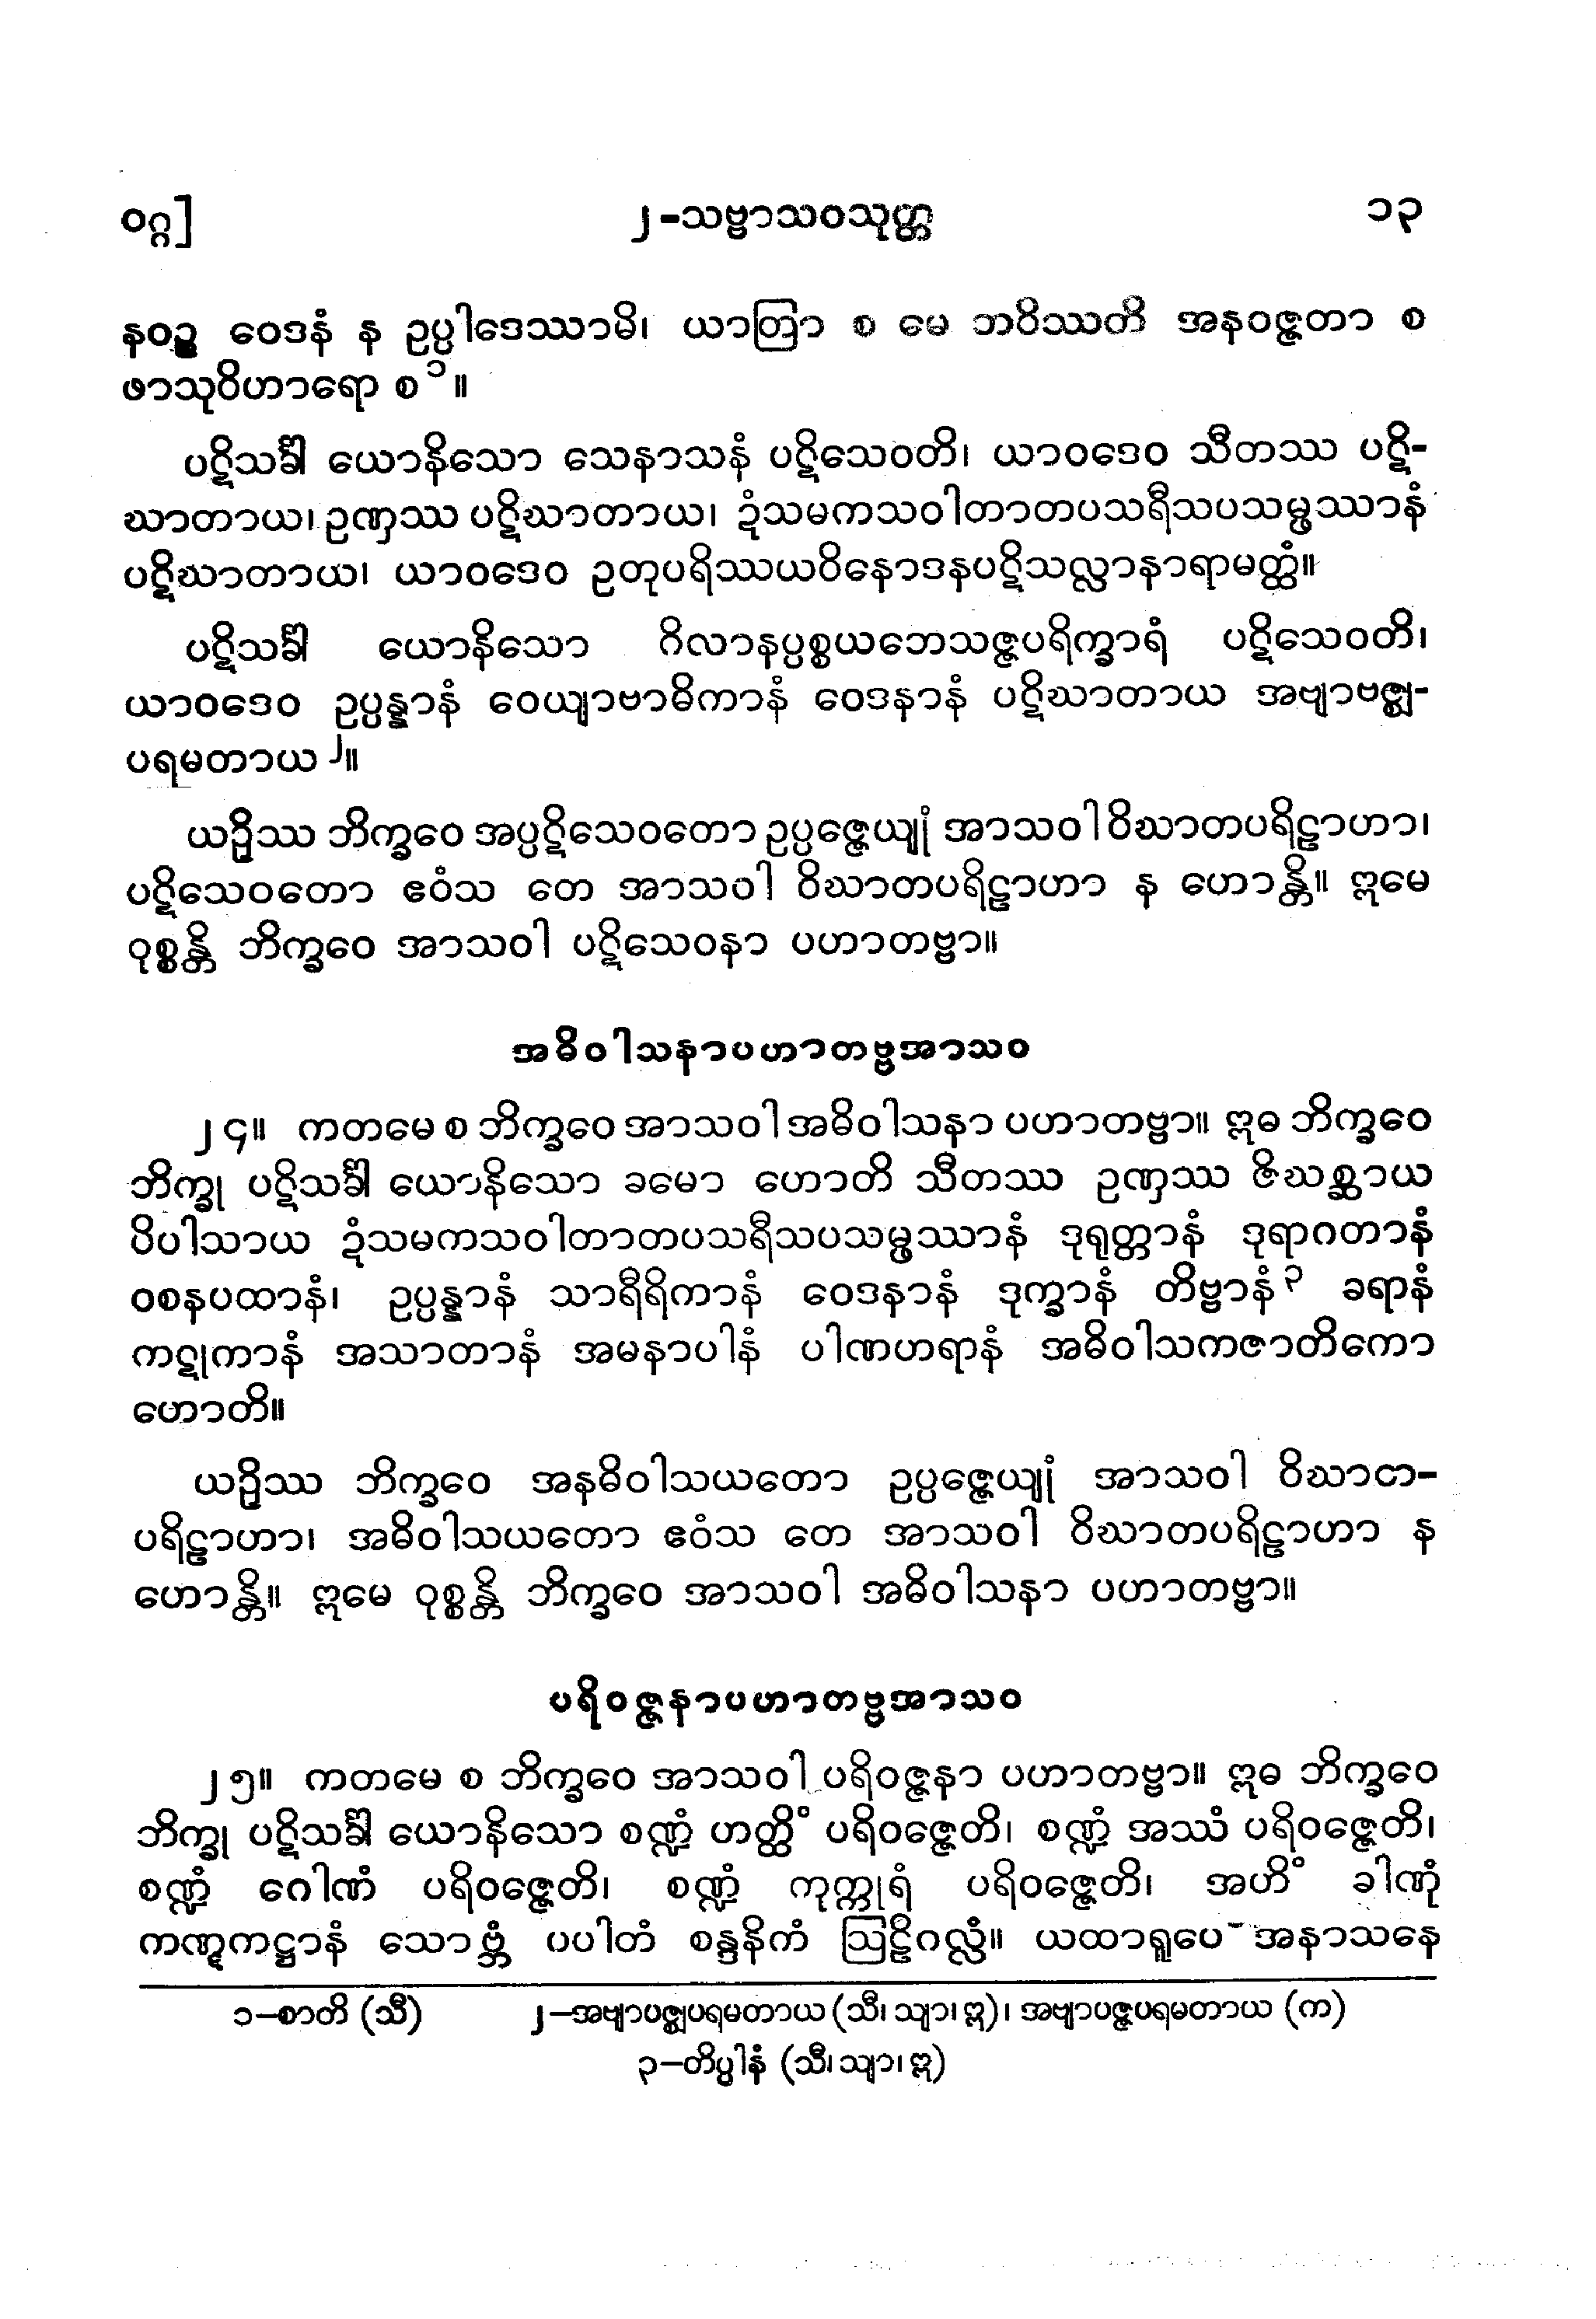 ဝဂ္ဂ] ၂-သဗ္ဗာသဝသုတ္တ ၁၃
နဝဉ္စ ဝေဒနံ န ဥပ္ပါဒေဿာမိ၊ ယာတြာ စ မေ ဘဝိဿတိ အနဝဇ္ဇတာ စ
ဖာသုဝိဟာရော စ ၁။
ပဋိသင်္ခါ ယောနိသော သေနာသနံ ပဋိသေဝတိ၊ ယာဝဒေဝ သီတဿ ပဋိ-
ဃာတာယ၊ ဥဏှဿ ပဋိဃာတာယ၊ ဍံသမကသဝါတာတပသရီသပသမ္ဖဿာနံ
ပဋိဃာတာယ၊ ယာဝဒေဝ ဥတုပရိဿယဝိနောဒနပဋိသလ္လာနာရာမတ္ထံ။
ပဋိသင်္ခါ ယောနိသော ဂိလာနပ္ပစ္စယဘေသဇ္ဇပရိက္ခာရံ ပဋိသေဝတိ၊
ယာဝဒေဝ ဥပ္ပန္နာနံ ဝေယျာဗာဓိကာနံ ဝေဒနာနံ ပဋိဃာတာယ အဗျာဗဇ္ဈ-
ပရမတာယ ၂။
ယဉှိဿ ဘိက္ခဝေ အပ္ပဋိသေဝတော ဥပ္ပဇ္ဇေယျုံ အာသဝါ ဝိဃာတပရိဠာဟာ၊
ပဋိသေဝတော ဧဝံသ တေ အာသဝါ ဝိဃာတပရိဠာဟာ န ဟောန္တိ။ ဣမေ
ဝုစ္စန္တိ ဘိက္ခဝေ အာသဝါ ပဋိသေဝနာ ပဟာတဗ္ဗာ။
အဓိဝါသနာပဟာတဗ္ဗအာသဝ
၂၄။ ကတမေ စ ဘိက္ခဝေ အာသဝါ အဓိဝါသနာ ပဟာတဗ္ဗာ။ ဣဓ ဘိက္ခဝေ
ဘိက္ခု ပဋိသင်္ခါ ယောနိသော ခမော ဟောတိ သီတဿ ဥဏှဿ ဇိဃစ္ဆာယ
ပိပါသာယ ဍံသမကသဝါတာတပသရီသပသမ္ဖဿာနံ ဒုရုတ္တာနံ ဒုရာဂတာနံ
ဝစနပထာနံ၊ ဥပ္ပန္နာနံ သာရီရိကာနံ ဝေဒနာနံ ဒုက္ခာနံ တိဗ္ဗာနံ ၃ ခရာနံ
ကဋုကာနံ အသာတာနံ အမနာပါနံ ပါဏဟရာနံ အဓိဝါသကဇာတိကော
ဟောတိ။
ယဉှိဿ ဘိက္ခဝေ အနဓိဝါသယတော ဥပ္ပဇ္ဇေယျုံ အာသဝါ ဝိဃာတ-
ပရိဠာဟာ၊ အဓိဝါသယတော ဧဝံသ တေ အာသဝါ ဝိဃာတပရိဠာဟာ န
ဟောန္တိ။ ဣမေ ဝုစ္စန္တိ ဘိက္ခဝေ အာသဝါ အဓိဝါသနာ ပဟာတဗ္ဗာ။
ပရိဝဇ္ဇနာပဟာတဗ္ဗအာသဝ
၂၅။ ကတမေ စ ဘိက္ခဝေ အာသဝါ ပရိဝဇ္ဇနာ ပဟာတဗ္ဗာ။ ဣဓ ဘိက္ခဝေ
ဘိက္ခု ပဋိသင်္ခါ ယောနိသော စဏ္ဍံ ဟတ္ထိံ ပရိဝဇ္ဇေတိ၊ စဏ္ဍံ အဿံ ပရိဝဇ္ဇေတိ၊
စဏ္ဍံ ဂေါဏံ ပရိဝဇ္ဇေတိ၊ စဏ္ဍံ ကုက္ကုရံ ပရိဝဇ္ဇေတိ၊ အဟိံ ခါဏုံ
ကဏ္ဋကဋ္ဌာနံ သောဗ္ဘံ ပပါတံ စန္ဒနိကံ ဩဠိဂလ္လံ။ ယထာရူပေ အနာသနေ
၁–စာတိ (သီ) ၂–အဗျာပဇ္ဈပရမတာယ (သီ၊ သျာ၊ ဣ)၊ အဗျာပဇ္ဇပရမတာယ (က)
၃–တိပ္ပါနံ (သီ၊ သျာ၊ ဣ)